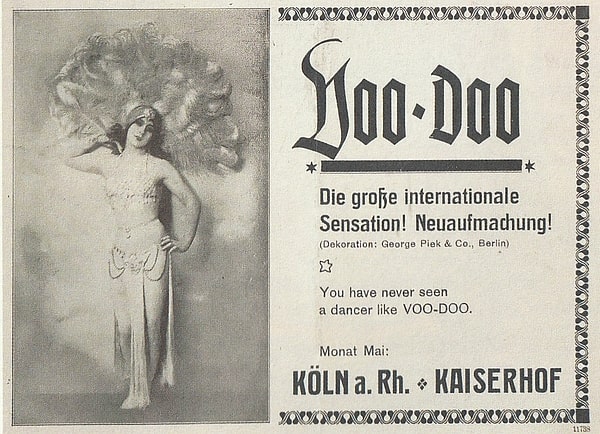 Voo-Doo
Die große internationale
Sensation! Neuaufmachung!
(Dekoration: George Piek & Co., Berlin)
You have never seen
a dancer like VOO-DOO.
Monat Mai:
KÖLN a. Rh. ❖ KAISERHOF
11738